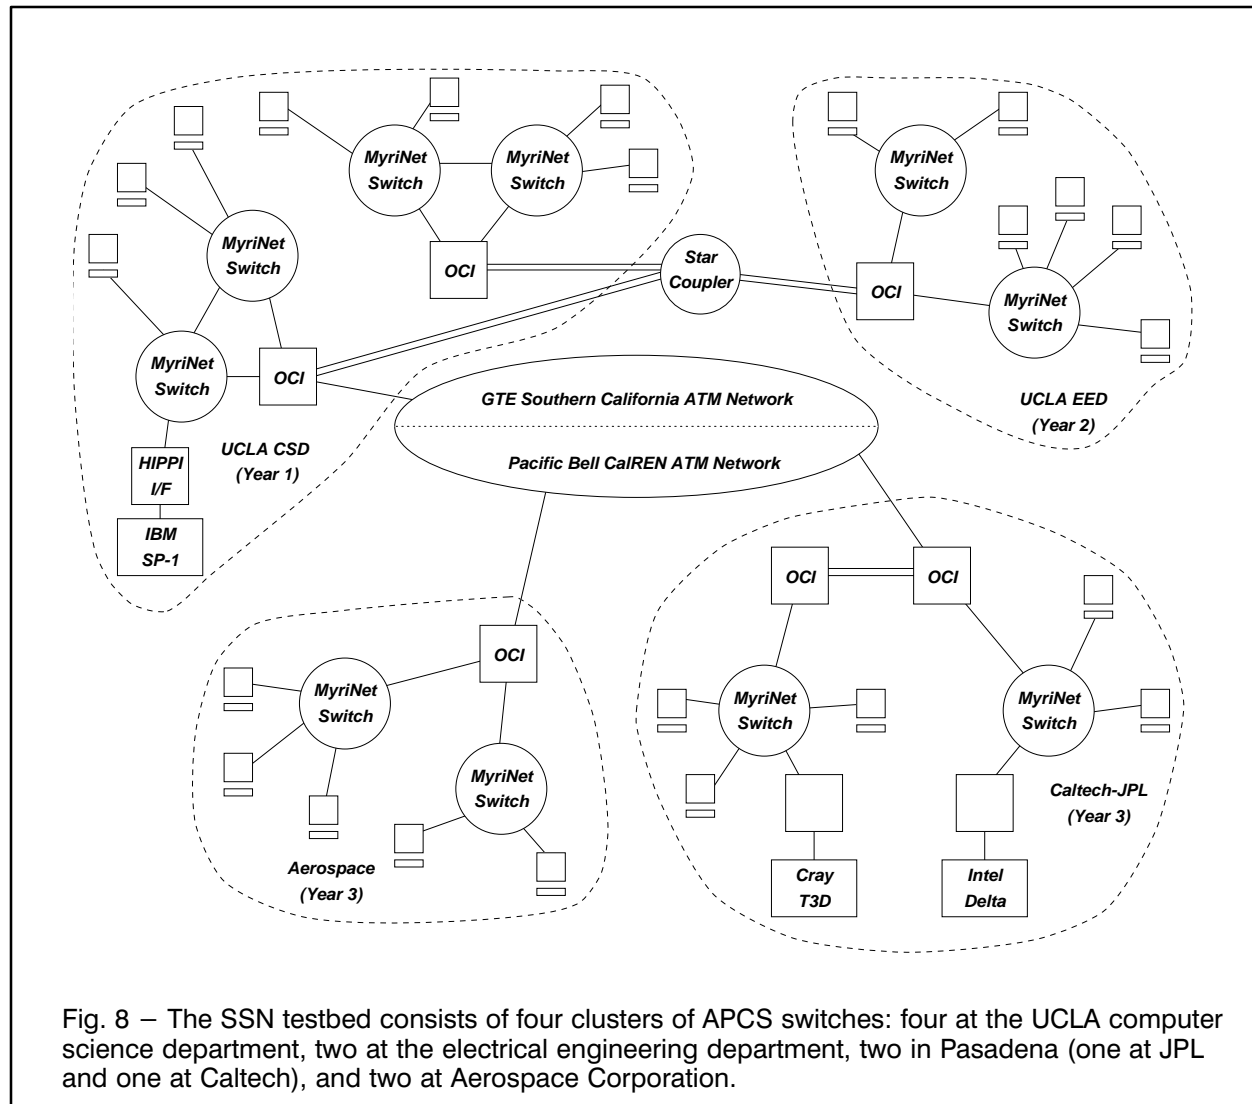 MyriNet
Switch
MyriNet
Switch
MyriNet
Switch
MyriNet
Switch
OCI
Star
Coupler
OCI
MyriNet
Switch
MyriNet
Switch
MyriNet
Switch
OCI
UCLA EED
(Year 2)
GTE Southern California ATM Network
Pacific Bell CalREN ATM Network
UCLA CSD
(Year 1)
HIPPI
I/F
IBM
SP-1
OCI
OCI
OCI
MyriNet
Switch
MyriNet
Switch
Aerospace
(Year 3)
MyriNet
Switch
MyriNet
Switch
Caltech-JPL
(Year 3)
Cray
T3D
Intel
Delta
Fig. 8 – The SSN testbed consists of four clusters of APCS switches: four at the UCLA computer
science department, two at the electrical engineering department, two in Pasadena (one at JPL
and one at Caltech), and two at Aerospace Corporation.